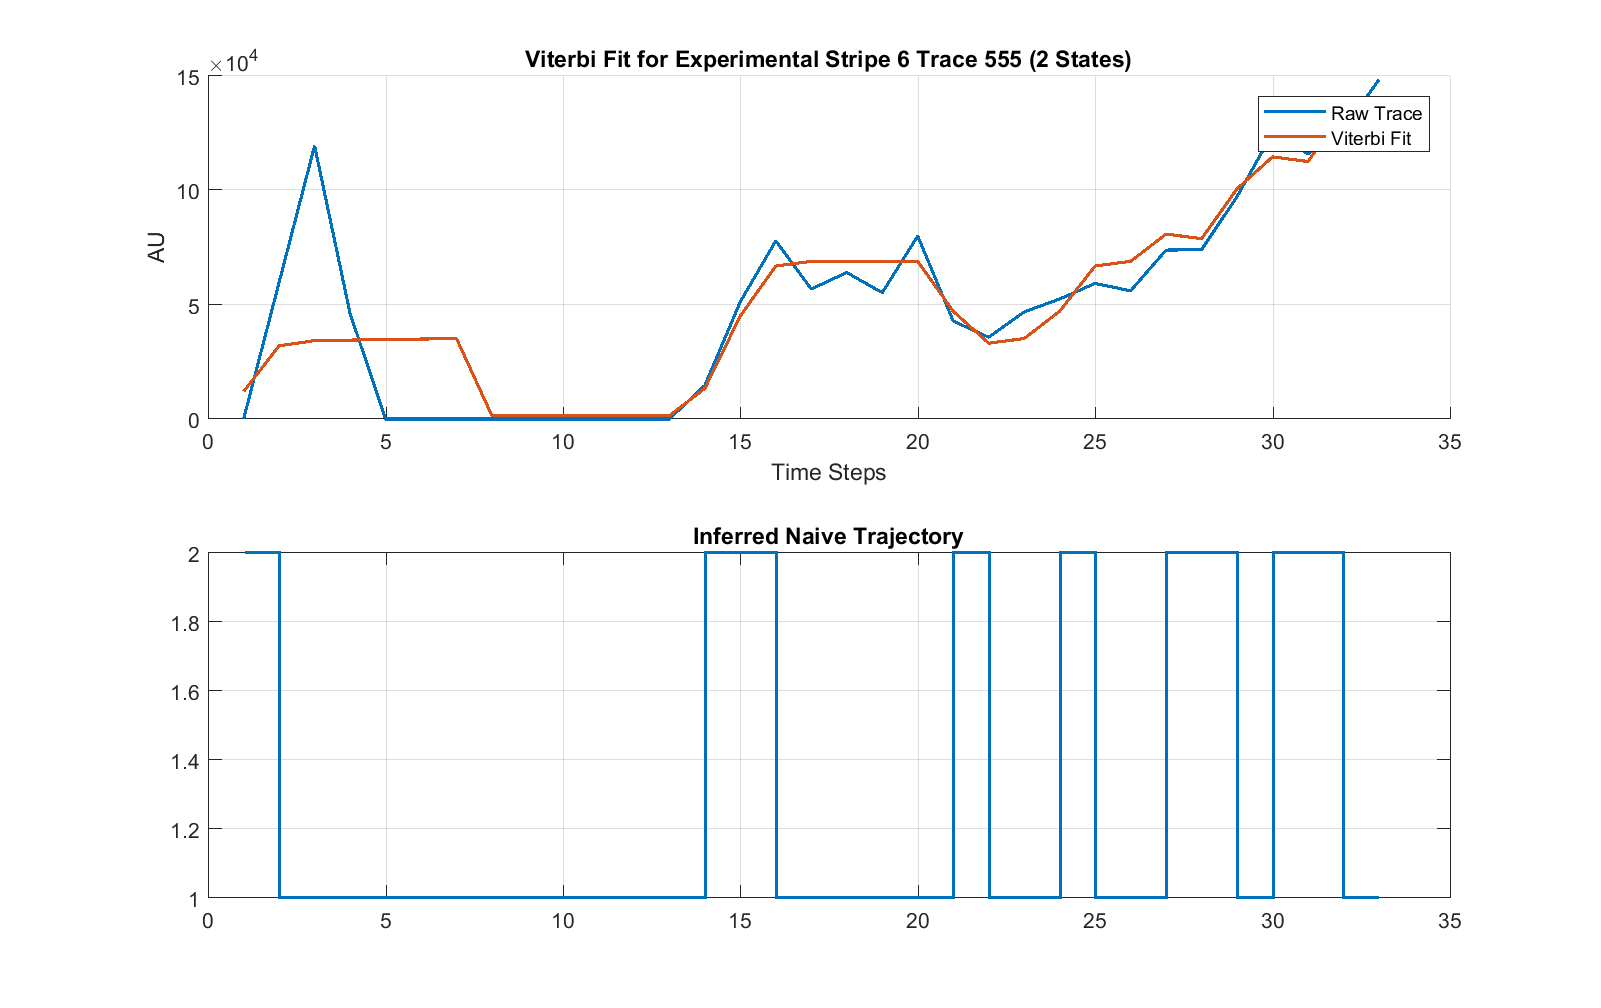 Viterbi Fit for Experimental Stripe 6 Trace 555 (2 States)
×10^4
15
10
5
0
AU
Raw Trace
Viterbi Fit
0 5 10 15 20 25 30 35
Time Steps
Inferred Naive Trajectory
2
1.8
1.6
1.4
1.2
1
0 5 10 15 20 25 30 35